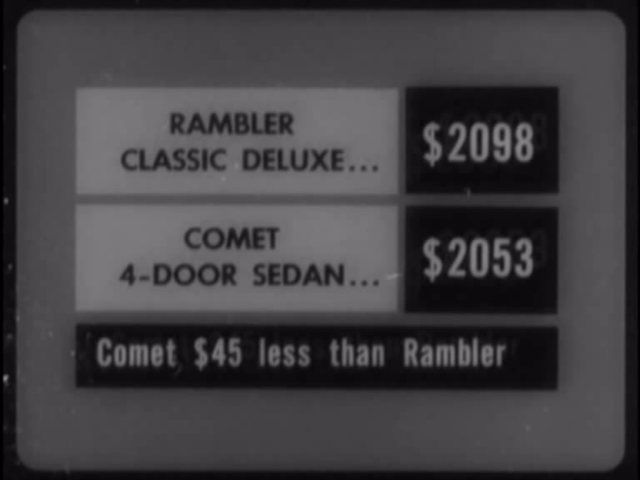 RAMBLER
CLASSIC DELUXE...
$2098
COMET
4-DOOR SEDAN...
$2053
Comet $45 less than Rambler